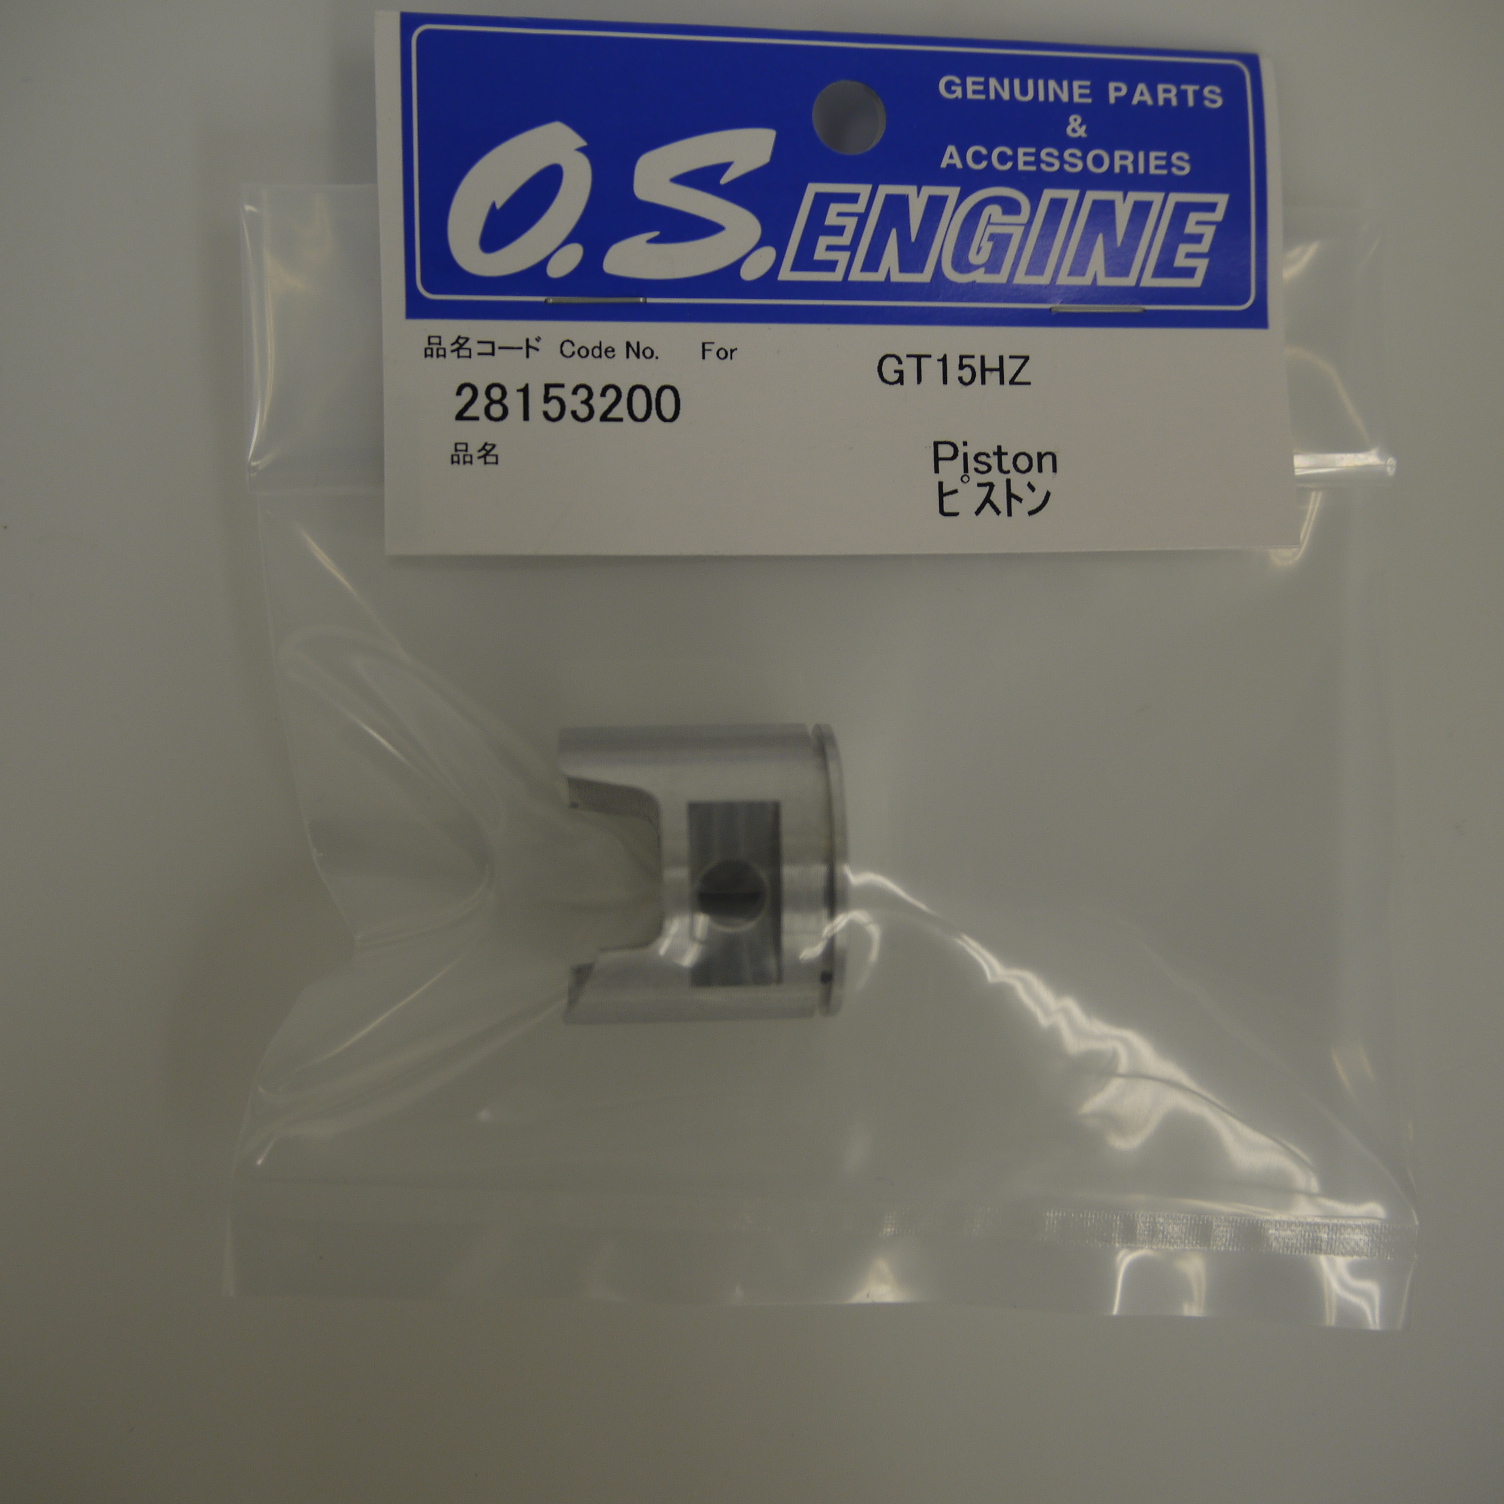 GENUINE PARTS
&
ACCESSORIES
O.S. ENGINE
品名コード Code No. For GT15HZ
28153200
品名 Piston
ピストン